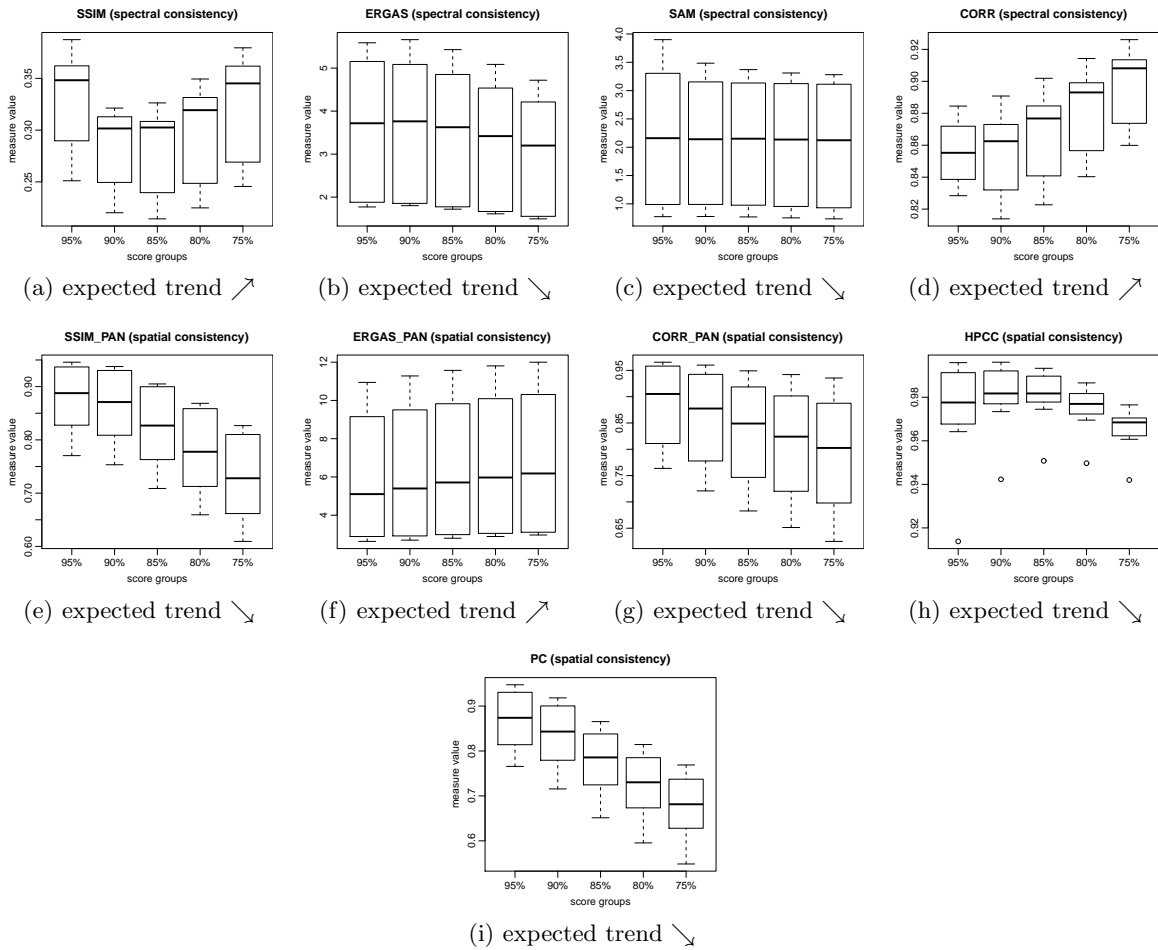 SSIM (spectral consistency)
measure value
0.25 0.30 0.35
95% 90% 85% 80% 75%
score groups
(a) expected trend ↗
ERGAS (spectral consistency)
measure value
2 3 4 5
95% 90% 85% 80% 75%
score groups
(b) expected trend ↘
SAM (spectral consistency)
measure value
1.0 1.5 2.0 2.5 3.0 3.5 4.0
95% 90% 85% 80% 75%
score groups
(c) expected trend ↘
CORR (spectral consistency)
measure value
0.82 0.84 0.86 0.88 0.90 0.92
95% 90% 85% 80% 75%
score groups
(d) expected trend ↗
SSIM_PAN (spatial consistency)
measure value
0.60 0.70 0.80 0.90
95% 90% 85% 80% 75%
score groups
(e) expected trend ↘
ERGAS_PAN (spatial consistency)
measure value
4 6 8 10 12
95% 90% 85% 80% 75%
score groups
(f) expected trend ↗
CORR_PAN (spatial consistency)
measure value
0.65 0.75 0.85 0.95
95% 90% 85% 80% 75%
score groups
(g) expected trend ↘
HPCC (spatial consistency)
measure value
0.92 0.94 0.96 0.98
95% 90% 85% 80% 75%
score groups
(h) expected trend ↘
PC (spatial consistency)
measure value
0.6 0.7 0.8 0.9
95% 90% 85% 80% 75%
score groups
(i) expected trend ↘